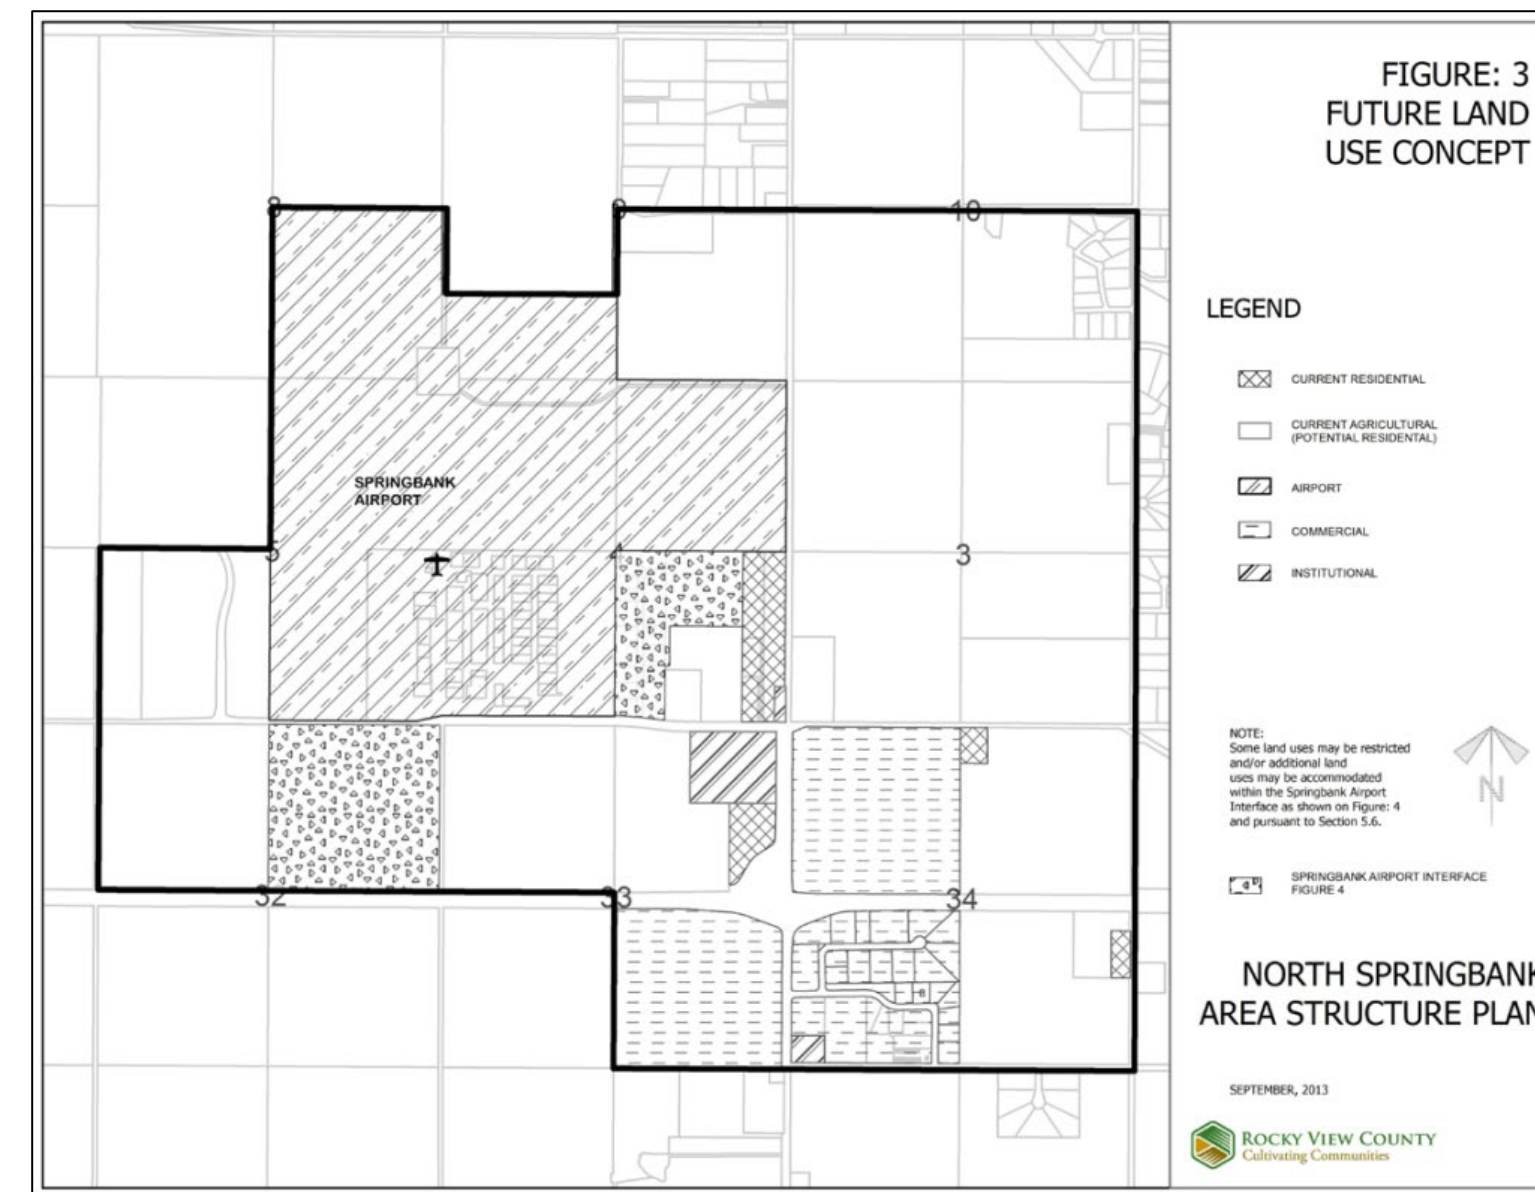 FIGURE: 3
FUTURE LAND
USE CONCEPT
8
9
10
LEGEND
CURRENT RESIDENTIAL
CURRENT AGRICULTURAL
(POTENTIAL RESIDENTAL)
SPRINGBANK
AIRPORT
AIRPORT
COMMERCIAL
INSTITUTIONAL
5
4
3
NOTE:
Some land uses may be restricted
and/or additional land
uses may be accommodated
within the Springbank Airport
Interface as shown on Figure: 4
and pursuant to Section 5.6.
N
SPRINGBANK AIRPORT INTERFACE
FIGURE 4
32
33
34
NORTH SPRINGBANK
AREA STRUCTURE PLAN
SEPTEMBER, 2013
ROCKY VIEW COUNTY
Cultivating Communities